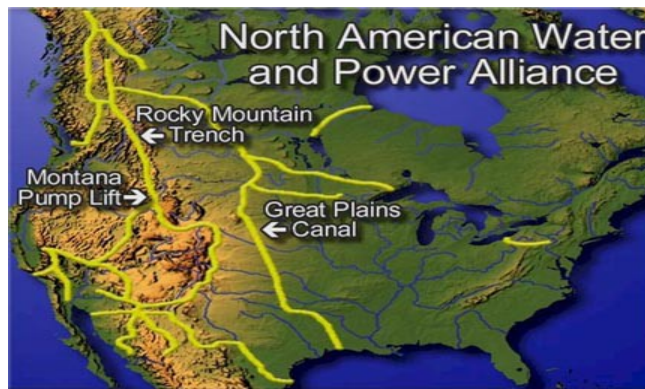 North American Water
and Power Alliance
Rocky Mountain
← Trench
Montana
Pump Lift→
Great Plains
← Canal